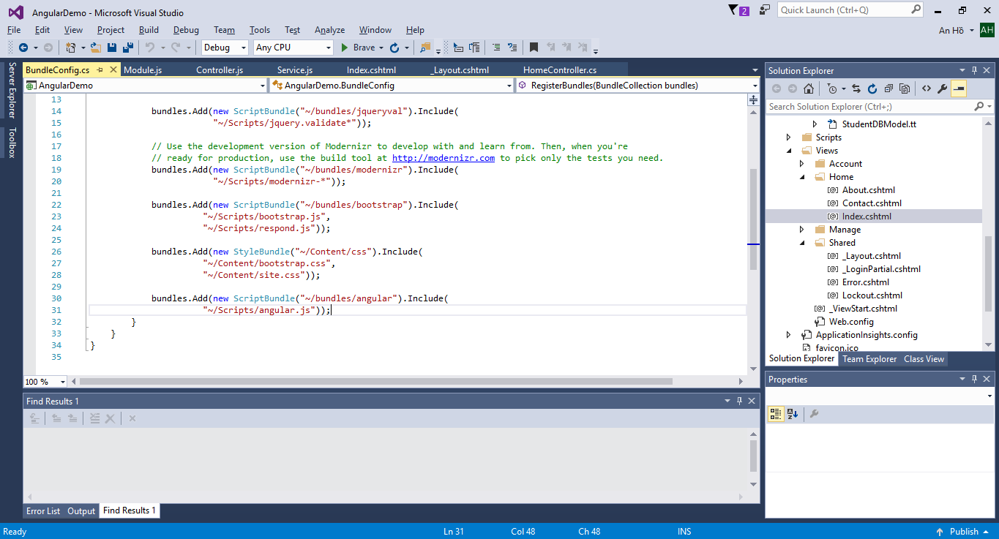 AngularDemo - Microsoft Visual Studio
2
Quick Launch (Ctrl+Q)
File Edit View Project Build Debug Team Tools Test Analyze Window Help
An Hồ AH
Debug Any CPU Brave
Server Explorer
Toolbox
BundleConfig.cs Module.js Controller.js Service.js Index.cshtml _Layout.cshtml HomeController.cs
AngularDemo AngularDemo.BundleConfig RegisterBundles(BundleCollection bundles)
13
14 bundles.Add(new ScriptBundle("~/bundles/jqueryval").Include(
15 "~/Scripts/jquery.validate*"));
16
17 // Use the development version of Modernizr to develop with and learn from. Then, when you're
18 // ready for production, use the build tool at http://modernizr.com to pick only the tests you need.
19 bundles.Add(new ScriptBundle("~/bundles/modernizr").Include(
20 "~/Scripts/modernizr-*"));
21
22 bundles.Add(new ScriptBundle("~/bundles/bootstrap").Include(
23 "~/Scripts/bootstrap.js",
24 "~/Scripts/respond.js"));
25
26 bundles.Add(new StyleBundle("~/Content/css").Include(
27 "~/Content/bootstrap.css",
28 "~/Content/site.css"));
29
30 bundles.Add(new ScriptBundle("~/bundles/angular").Include(
31 "~/Scripts/angular.js"));
32 }
33 }
34 }
35
100 %
Find Results 1
Error List Output Find Results 1
Solution Explorer
Search Solution Explorer (Ctrl+;)
StudentDBModel.tt
Scripts
Views
Account
Home
About.cshtml
Contact.cshtml
Index.cshtml
Manage
Shared
_Layout.cshtml
_LoginPartial.cshtml
Error.cshtml
Lockout.cshtml
_ViewStart.cshtml
Web.config
ApplicationInsights.config
favicon.ico
Solution Explorer Team Explorer Class View
Properties
Ready Ln 31 Col 48 Ch 48 INS Publish